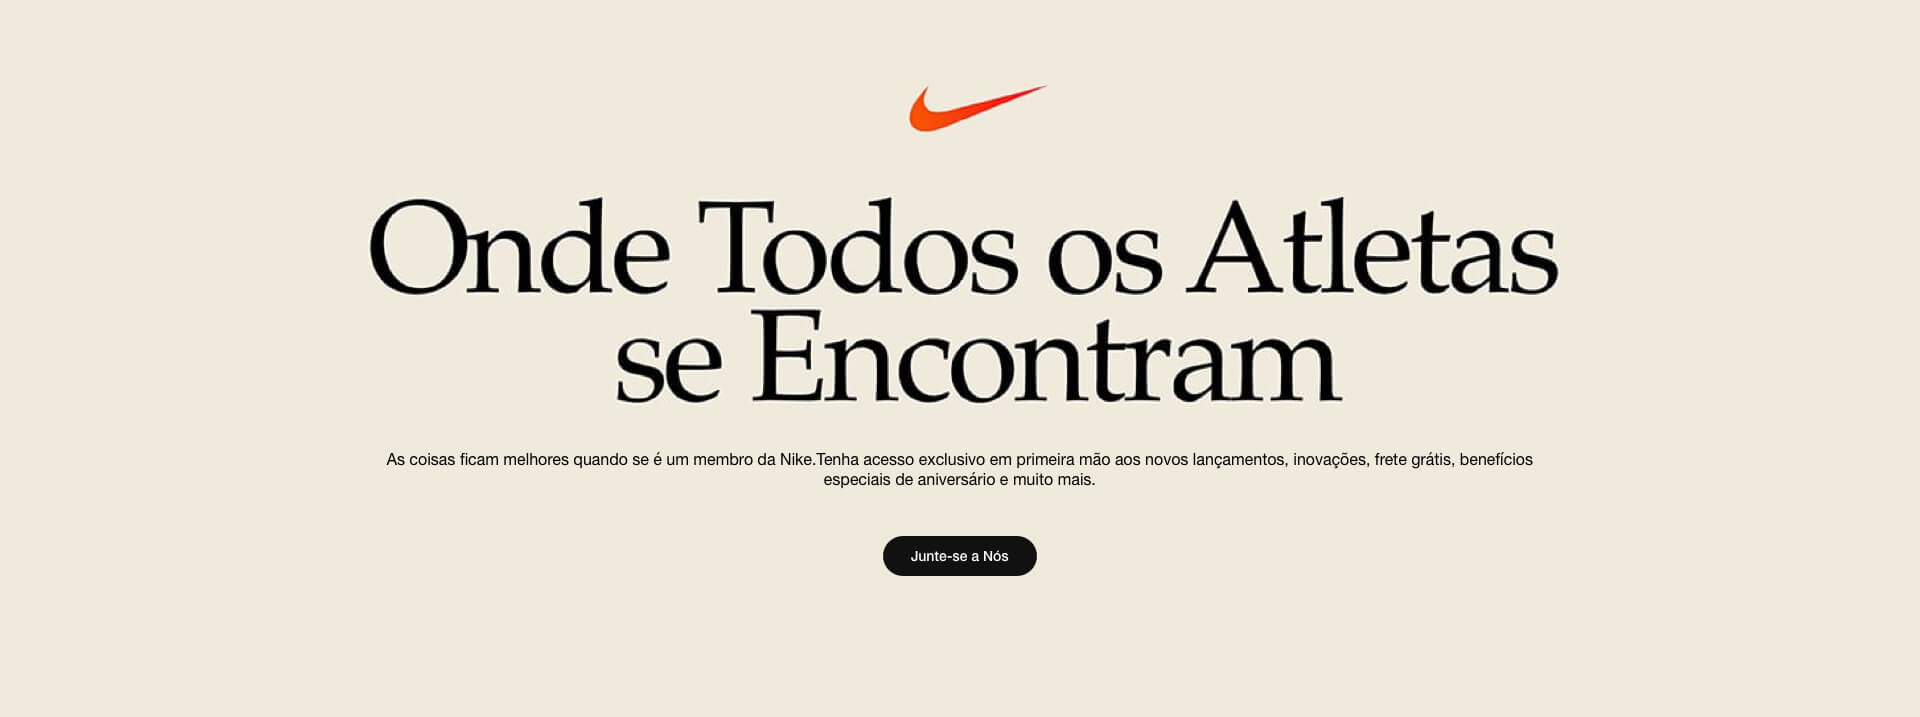 Onde Todos os Atletas
se Encontram
As coisas ficam melhores quando se é um membro da Nike.Tenha acesso exclusivo em primeira mão aos novos lançamentos, inovações, frete grátis, benefícios
especiais de aniversário e muito mais.
Junte-se a Nós